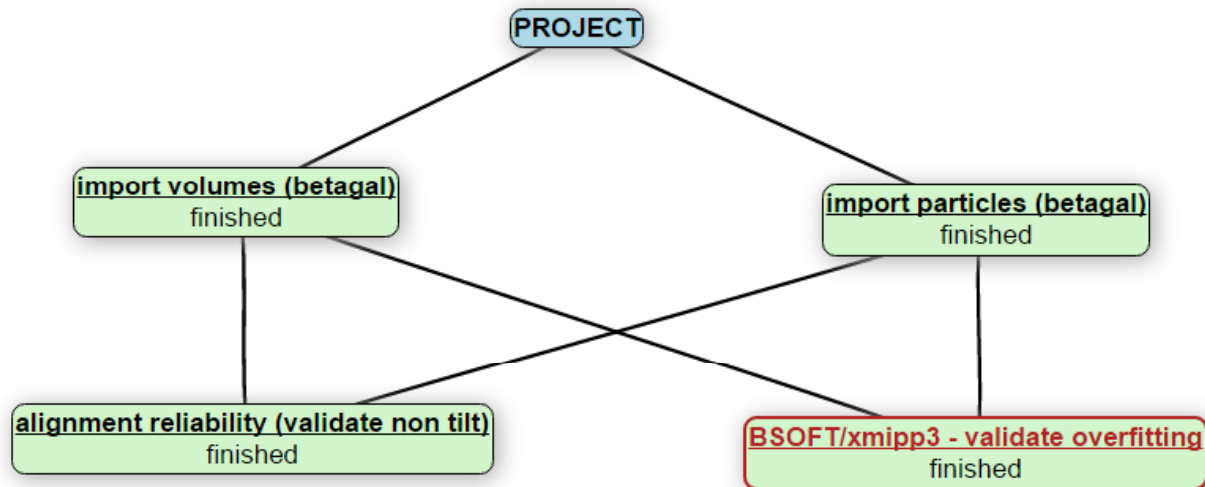 PROJECT
import volumes (betagal)
finished
import particles (betagal)
finished
alignment reliability (validate non tilt)
finished
BSOFT/xmipp3 - validate overfitting
finished